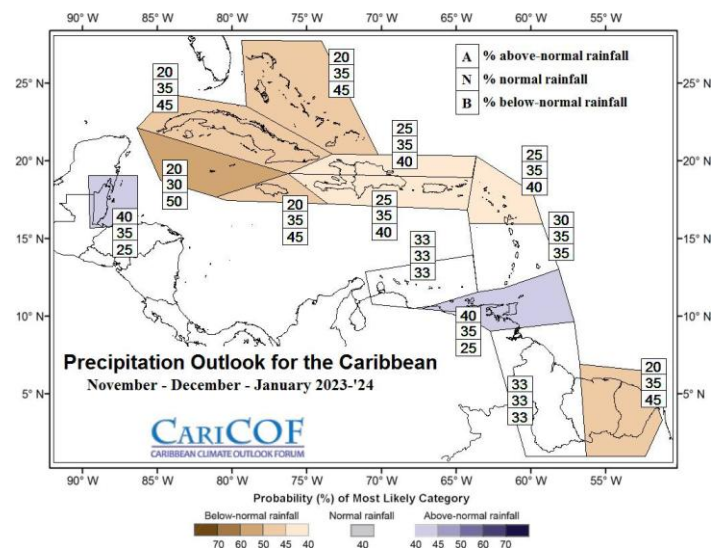 90° W 85° W 80° W 75° W 70° W 65° W 60° W 55° W
25° N
20° N
15° N
10° N
5° N
25° N
20° N
15° N
10° N
5° N
A % above-normal rainfall
N % normal rainfall
B % below-normal rainfall
20
35
45
20
35
45
25
35
40
25
35
40
20
30
50
40
35
25
20
35
45
25
35
40
30
35
35
33
33
33
40
35
25
33
33
33
20
35
45
Precipitation Outlook for the Caribbean
November - December - January 2023-'24
CARICOF
CARIBBEAN CLIMATE OUTLOOK FORUM
90° W 85° W 80° W 75° W 70° W 65° W 60° W 55° W
Probability (%) of Most Likely Category
Below-normal rainfall Normal rainfall Above-normal rainfall
70 60 50 45 40 40 40 45 50 60 70